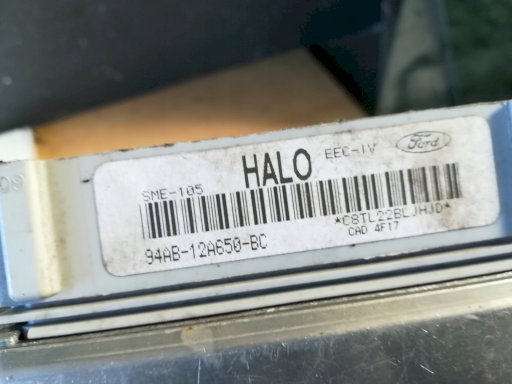 HALO EEC-IV Ford
SME-105
*C8TL22BLJHJD*
94AB-12A650-BC CAD 4F17